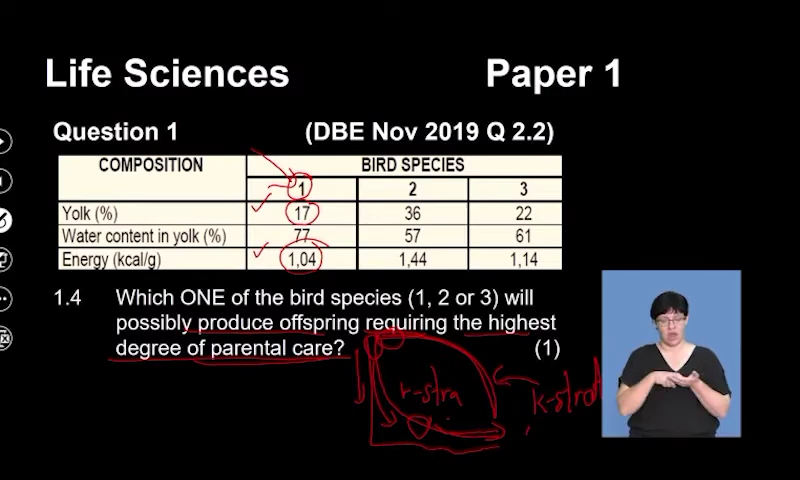 Life Sciences Paper 1
Question 1 (DBE Nov 2019 Q 2.2)
COMPOSITION BIRD SPECIES
1 2 3
Yolk (%) 17 36 22
Water content in yolk (%) 77 57 61
Energy (kcal/g) 1,04 1,44 1,14
1.4 Which ONE of the bird species (1, 2 or 3) will
possibly produce offspring requiring the highest
degree of parental care? (1)
r-stra k-strat